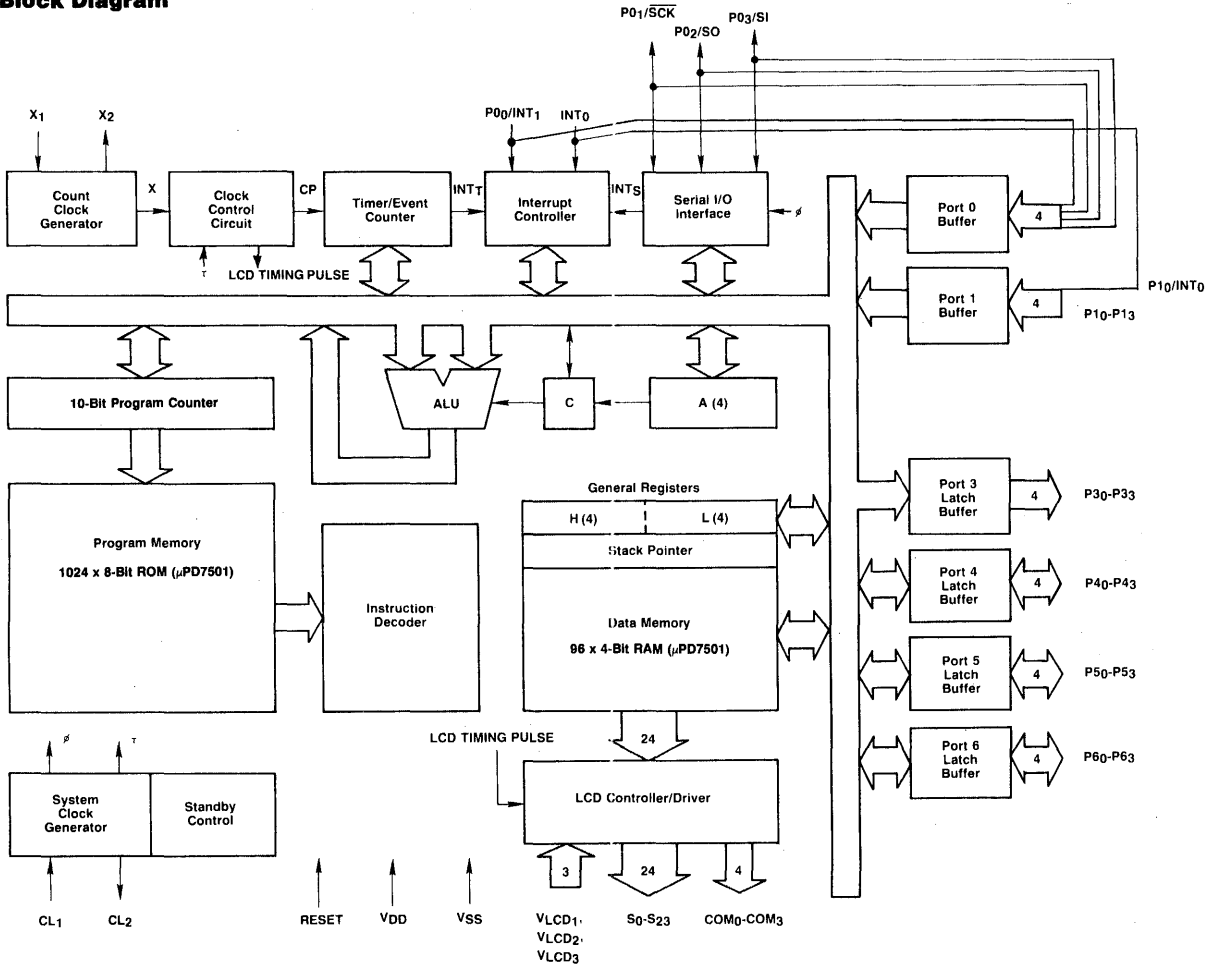 Block Diagram
P01/SCK
P02/SO
P03/SI
X1
X2
P00/INT1
INT0
Count
Clock
Generator
X
Clock
Control
Circuit
CP
Timer/Event
Counter
INTT
Interrupt
Controller
INTS
Serial I/O
Interface
ϕ
τ
LCD TIMING PULSE
Port 0
Buffer
4
Port 1
Buffer
4
P10/INT0
P10-P13
10-Bit Program Counter
ALU
C
A (4)
Program Memory
1024 x 8-Bit ROM (μPD7501)
Instruction
Decoder
General Registers
H (4)
L (4)
Stack Pointer
Data Memory
96 x 4-Bit RAM (μPD7501)
Port 3
Latch
Buffer
4
P30-P33
Port 4
Latch
Buffer
4
P40-P43
Port 5
Latch
Buffer
4
P50-P53
Port 6
Latch
Buffer
4
P60-P63
ϕ
τ
System
Clock
Generator
Standby
Control
LCD TIMING PULSE
24
LCD Controller/Driver
3
24
4
CL1
CL2
RESET
VDD
VSS
VLCD1,
VLCD2,
VLCD3
S0-S23
COM0-COM3